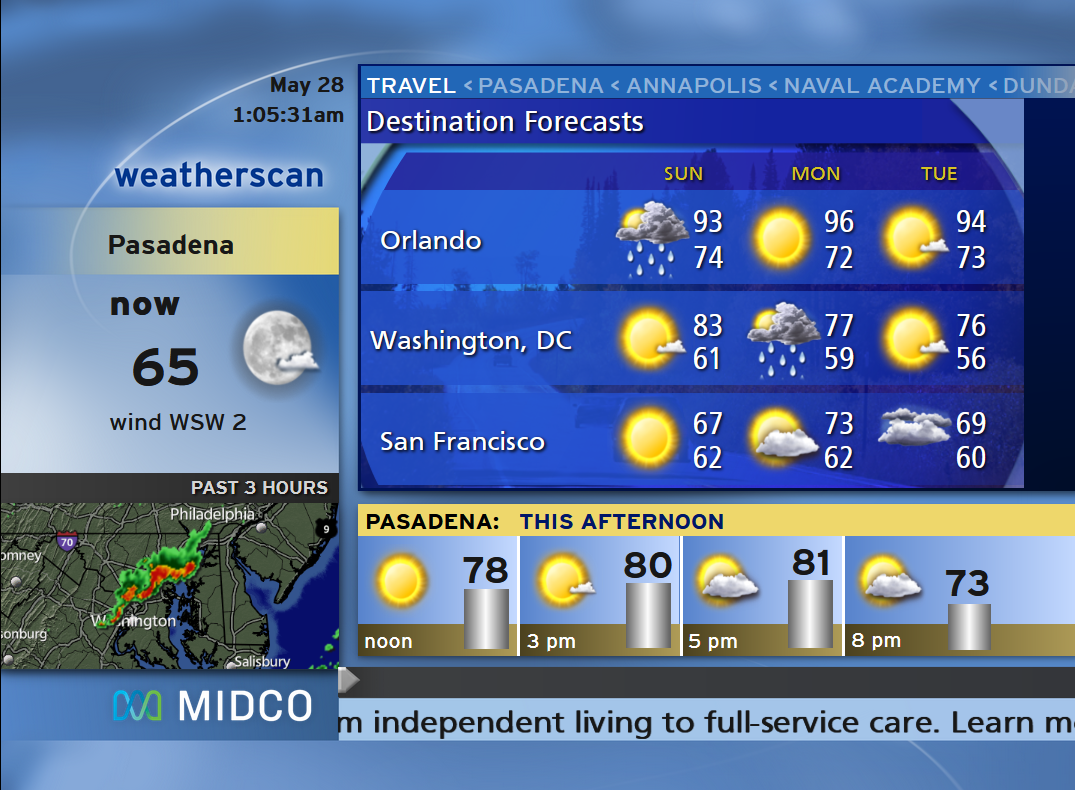 May 28
1:05:31am
weatherscan
Pasadena
now
65
wind WSW 2
PAST 3 HOURS
Philadelphia
9
70
omney
Washington
sonburg
Salisbury
MIDCO
TRAVEL < PASADENA < ANNAPOLIS < NAVAL ACADEMY < DUNDA
Destination Forecasts
SUN MON TUE
Orlando 93 74 96 72 94 73
Washington, DC 83 61 77 59 76 56
San Francisco 67 62 73 62 69 60
PASADENA: THIS AFTERNOON
78 80 81 73
noon 3 pm 5 pm 8 pm
m independent living to full-service care. Learn m